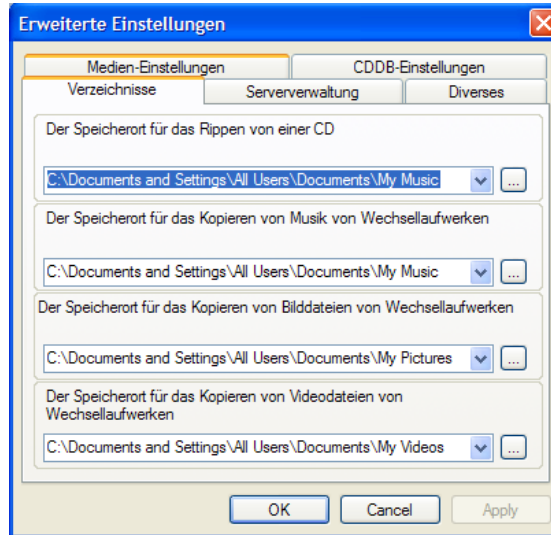 Erweiterte Einstellungen
Medien-Einstellungen CDDB-Einstellungen
Verzeichnisse Serververwaltung Diverses
Der Speicherort für das Rippen von einer CD
C:\Documents and Settings\All Users\Documents\My Music ...
Der Speicherort für das Kopieren von Musik von Wechsellaufwerken
C:\Documents and Settings\All Users\Documents\My Music ...
Der Speicherort für das Kopieren von Bilddateien von Wechsellaufwerken
C:\Documents and Settings\All Users\Documents\My Pictures ...
Der Speicherort für das Kopieren von Videodateien von
Wechsellaufwerken
C:\Documents and Settings\All Users\Documents\My Videos ...
OK Cancel Apply